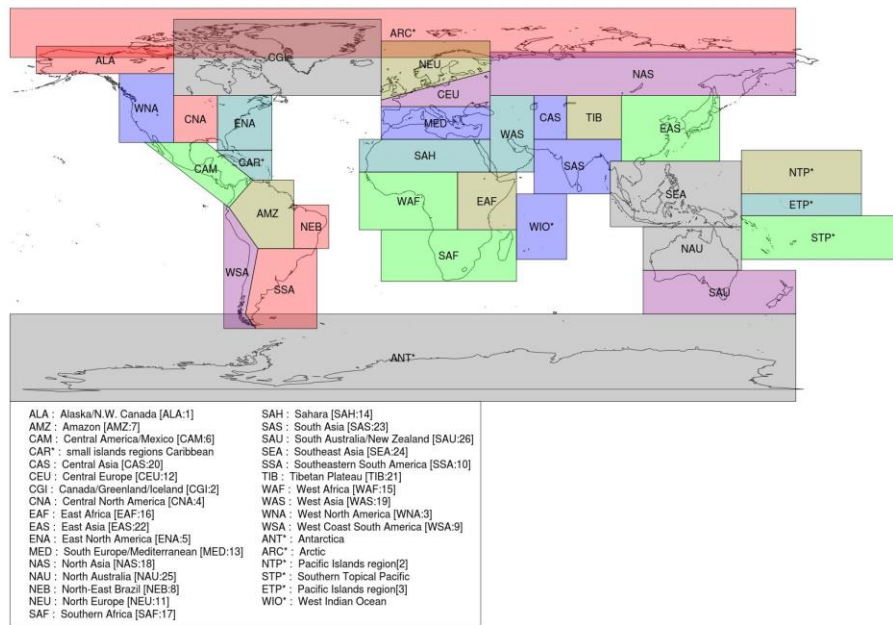 ARC*
ALA
CGI
NEU
NAS
CEU
WNA
CNA
ENA
MED
WAS
CAS
TIB
EAS
CAR*
SAH
SAS
CAM
NTP*
SEA
AMZ
WAF
EAF
ETP*
NEB
WIO*
STP*
NAU
SAF
WSA
SSA
SAU
ANT*
ALA : Alaska/N.W. Canada [ALA:1]
AMZ : Amazon [AMZ:7]
CAM : Central America/Mexico [CAM:6]
CAR* : small islands regions Caribbean
CAS : Central Asia [CAS:20]
CEU : Central Europe [CEU:12]
CGI : Canada/Greenland/Iceland [CGI:2]
CNA : Central North America [CNA:4]
EAF : East Africa [EAF:16]
EAS : East Asia [EAS:22]
ENA : East North America [ENA:5]
MED : South Europe/Mediterranean [MED:13]
NAS : North Asia [NAS:18]
NAU : North Australia [NAU:25]
NEB : North-East Brazil [NEB:8]
NEU : North Europe [NEU:11]
SAF : Southern Africa [SAF:17]
SAH : Sahara [SAH:14]
SAS : South Asia [SAS:23]
SAU : South Australia/New Zealand [SAU:26]
SEA : Southeast Asia [SEA:24]
SSA : Southeastern South America [SSA:10]
TIB : Tibetan Plateau [TIB:21]
WAF : West Africa [WAF:15]
WAS : West Asia [WAS:19]
WNA : West North America [WNA:3]
WSA : West Coast South America [WSA:9]
ANT* : Antarctica
ARC* : Arctic
NTP* : Pacific Islands region[2]
STP* : Southern Topical Pacific
ETP* : Pacific Islands region[3]
WIO* : West Indian Ocean